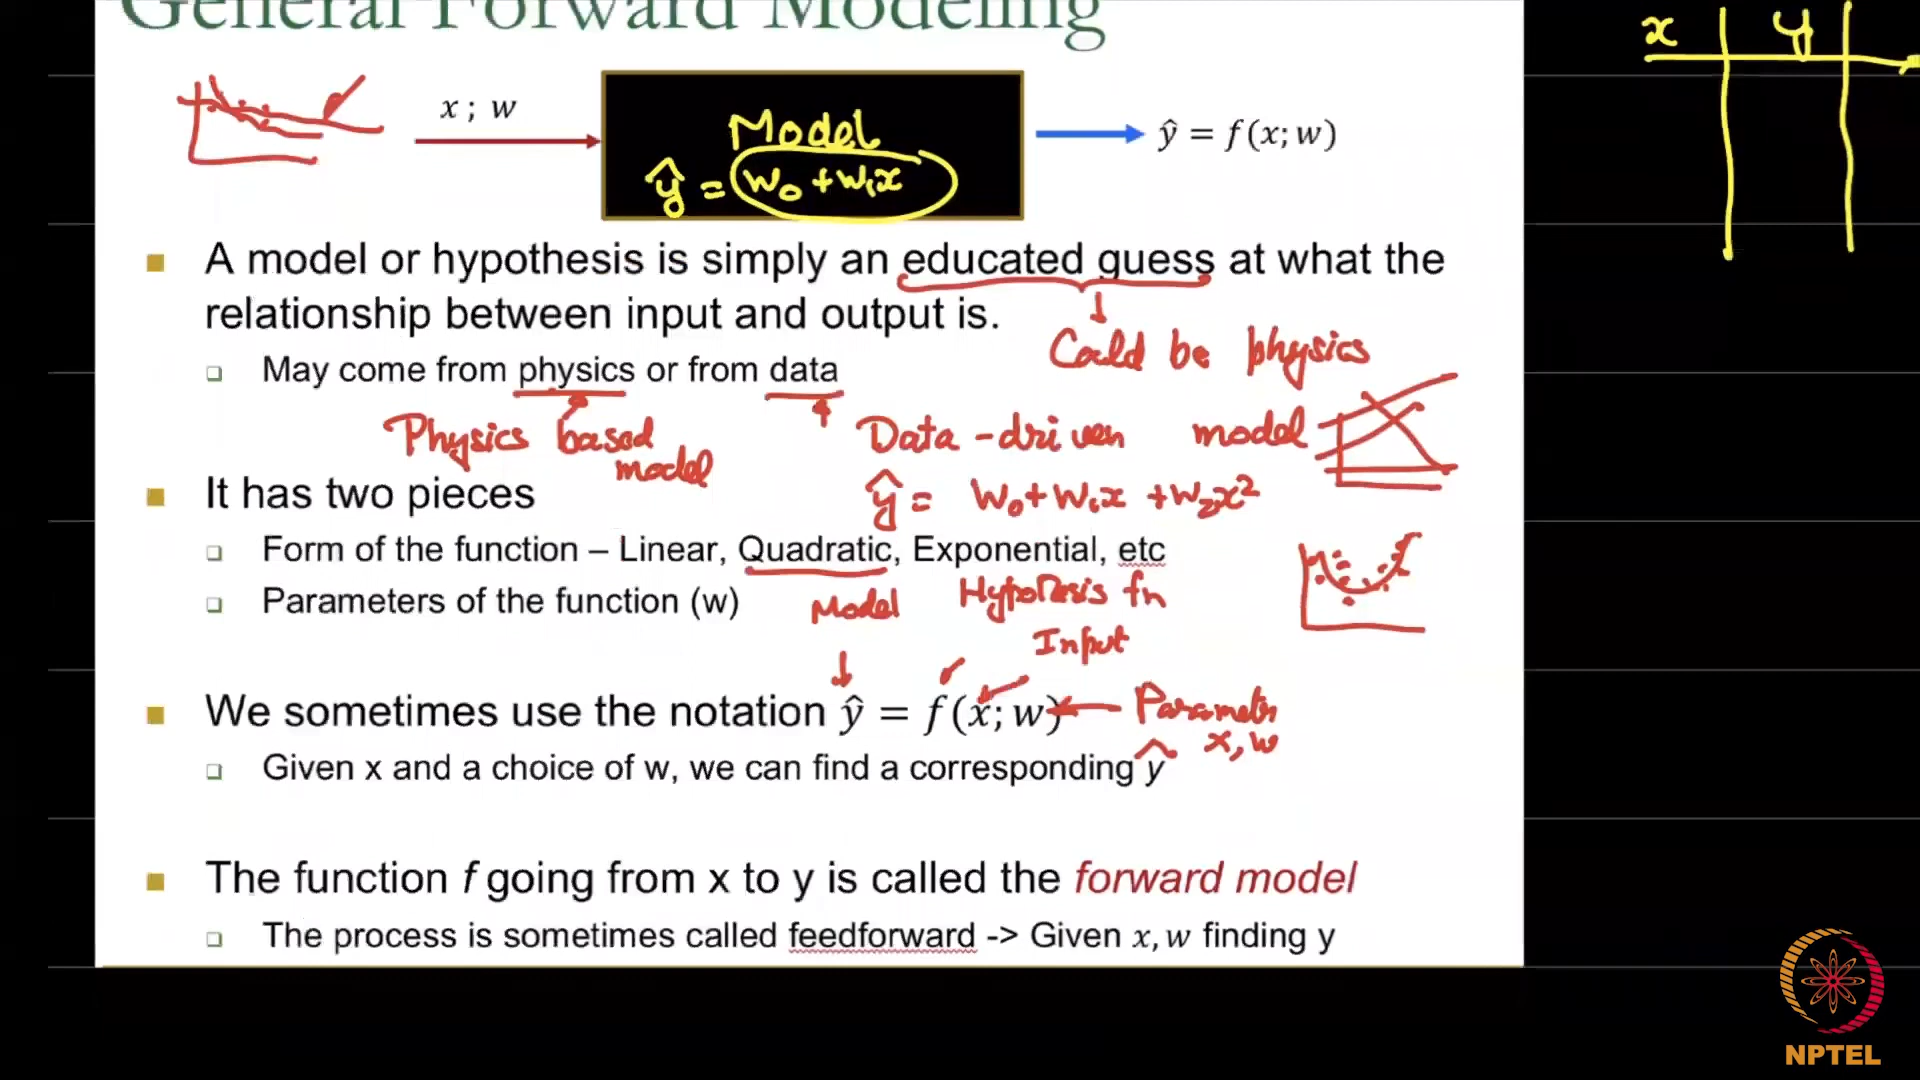 General Forward Modeling
x y
x ; w
Model
ŷ = w₀ + w₁x
ŷ = f(x; w)
A model or hypothesis is simply an educated guess at what the
relationship between input and output is.
Could be physics
May come from physics or from data
Physics based
model
Data-driven model
It has two pieces
ŷ = w₀ + w₁x + w₂x²
Form of the function – Linear, Quadratic, Exponential, etc
Parameters of the function (w)
Model Hypothesis fn
Input
We sometimes use the notation ŷ = f(x; w)
x, w
Given x and a choice of w, we can find a corresponding ŷ
The function f going from x to y is called the forward model
The process is sometimes called feedforward -> Given x, w finding y
NPTEL